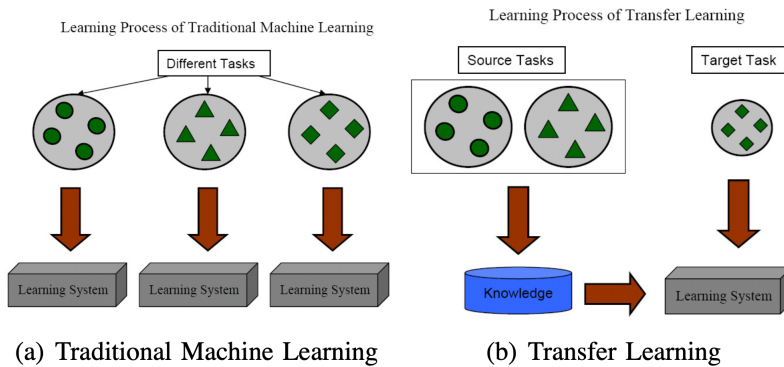 Learning Process of Traditional Machine Learning
Different Tasks
Learning System
Learning System
Learning System
(a) Traditional Machine Learning
Learning Process of Transfer Learning
Source Tasks
Target Task
Knowledge
Learning System
(b) Transfer Learning